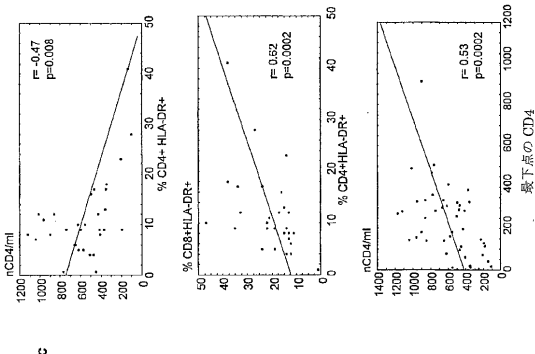 c
nCD4/ml
1200
1000
800
600
400
200
0
r= -0.47
p=0.008
0 10 20 30 40 50
% CD4+ HLA-DR+
% CD8+HLA-DR+
50
40
30
20
10
0
r= 0.62
p=0.0002
0 10 20 30 40 50
% CD4+HLA-DR+
nCD4/ml
1400
1200
1000
800
600
400
200
0
r= 0.53
p=0.0002
0 200 400 600 800 1000 1200
最下点の CD4